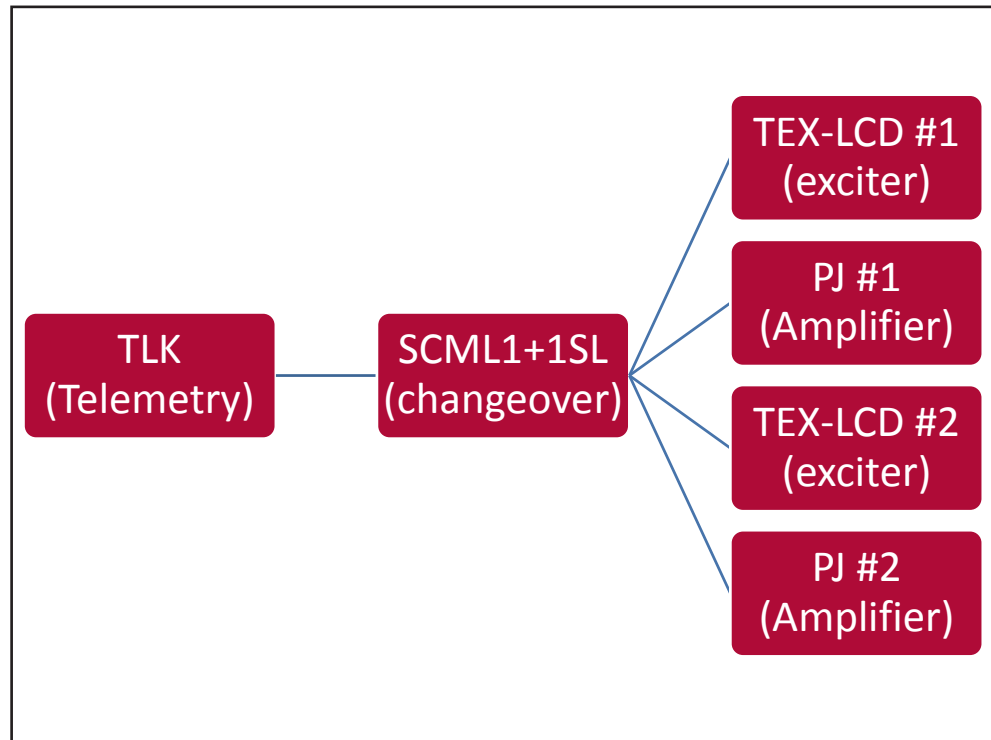 TLK
(Telemetry)
SCML1+1SL
(changeover)
TEX-LCD #1
(exciter)
PJ #1
(Amplifier)
TEX-LCD #2
(exciter)
PJ #2
(Amplifier)